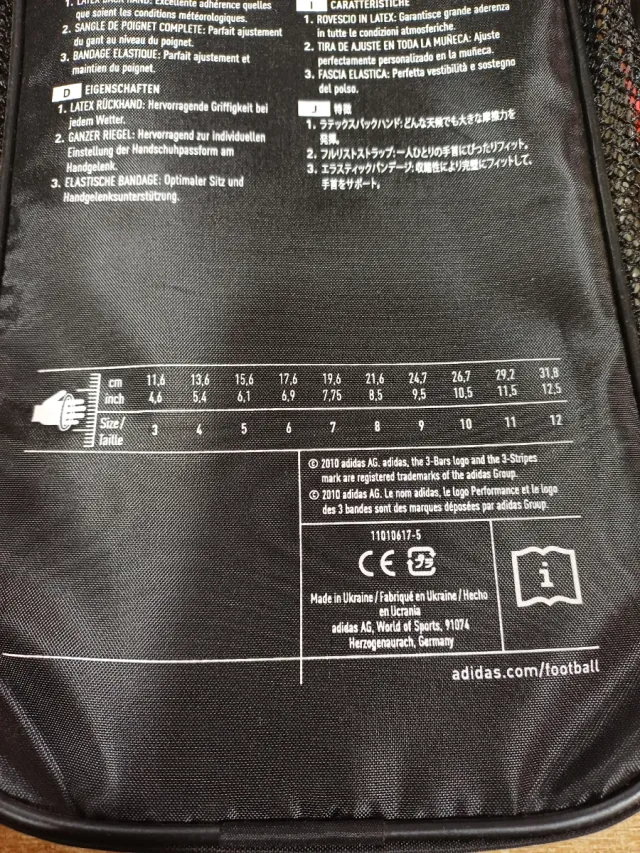 1. LATEX BACK HAND: Excellente adhérence quelles
que soient les conditions météorologiques.
2. SANGLE DE POIGNET COMPLETE: Parfait ajustement
du gant au niveau du poignet.
3. BANDAGE ELASTIQUE: Parfait ajustement et
maintien du poignet.
D EIGENSCHAFTEN
1. LATEX RÜCKHAND: Hervorragende Griffigkeit bei
jedem Wetter.
2. GANZER RIEGEL: Hervorragend zur individuellen
Einstellung der Handschuhpassform am
Handgelenk.
3. ELASTISCHE BANDAGE: Optimaler Sitz und
Handgelenksunterstützung.
I CARATTERISTICHE
1. ROVESCIO IN LATEX: Garantisce grande aderenza
in tutte le condizioni atmosferiche.
2. TIRA DE AJUSTE EN TODA LA MUÑECA: Ajuste
perfectamente personalizado en la muñeca.
3. FASCIA ELASTICA: Perfetta vestibilità e sostegno
del polso.
J 特徴
1. ラテックスバックハンド: どんな天候でも大きな摩擦力を
発揮。
2. フルリストストラップ: 一人ひとりの手首にぴったりフィット。
3. エラスティックバンデージ: 収縮性により完璧にフィットして、
手首をサポート。
cm 11,6 13,6 15,6 17,6 19,6 21,6 24,7 26,7 29,2 31,8
inch 4,6 5,4 6,1 6,9 7,75 8,5 9,5 10,5 11,5 12,5
Size/
Taille 3 4 5 6 7 8 9 10 11 12
© 2010 adidas AG. adidas, the 3-Bars logo and the 3-Stripes
mark are registered trademarks of the adidas Group.
© 2010 adidas AG. Le nom adidas, le logo Performance et le logo
des 3 bandes sont des marques déposées par adidas Group.
11010617-5
CE プラ
Made in Ukraine / Fabriqué en Ukraine / Hecho
en Ucrania
adidas AG, World of Sports, 91074
Herzogenaurach, Germany
i
adidas.com/football